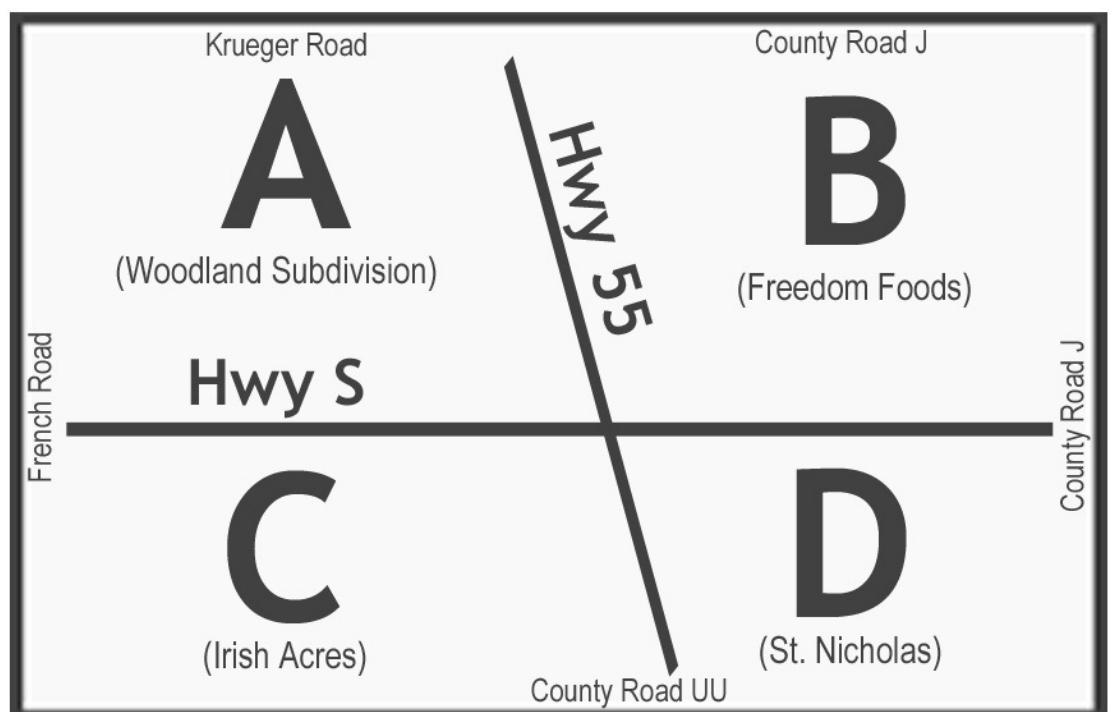 Krueger Road
County Road J
A
B
Hwy 55
(Woodland Subdivision)
(Freedom Foods)
Hwy S
French Road
County Road J
C
D
(Irish Acres)
(St. Nicholas)
County Road UU